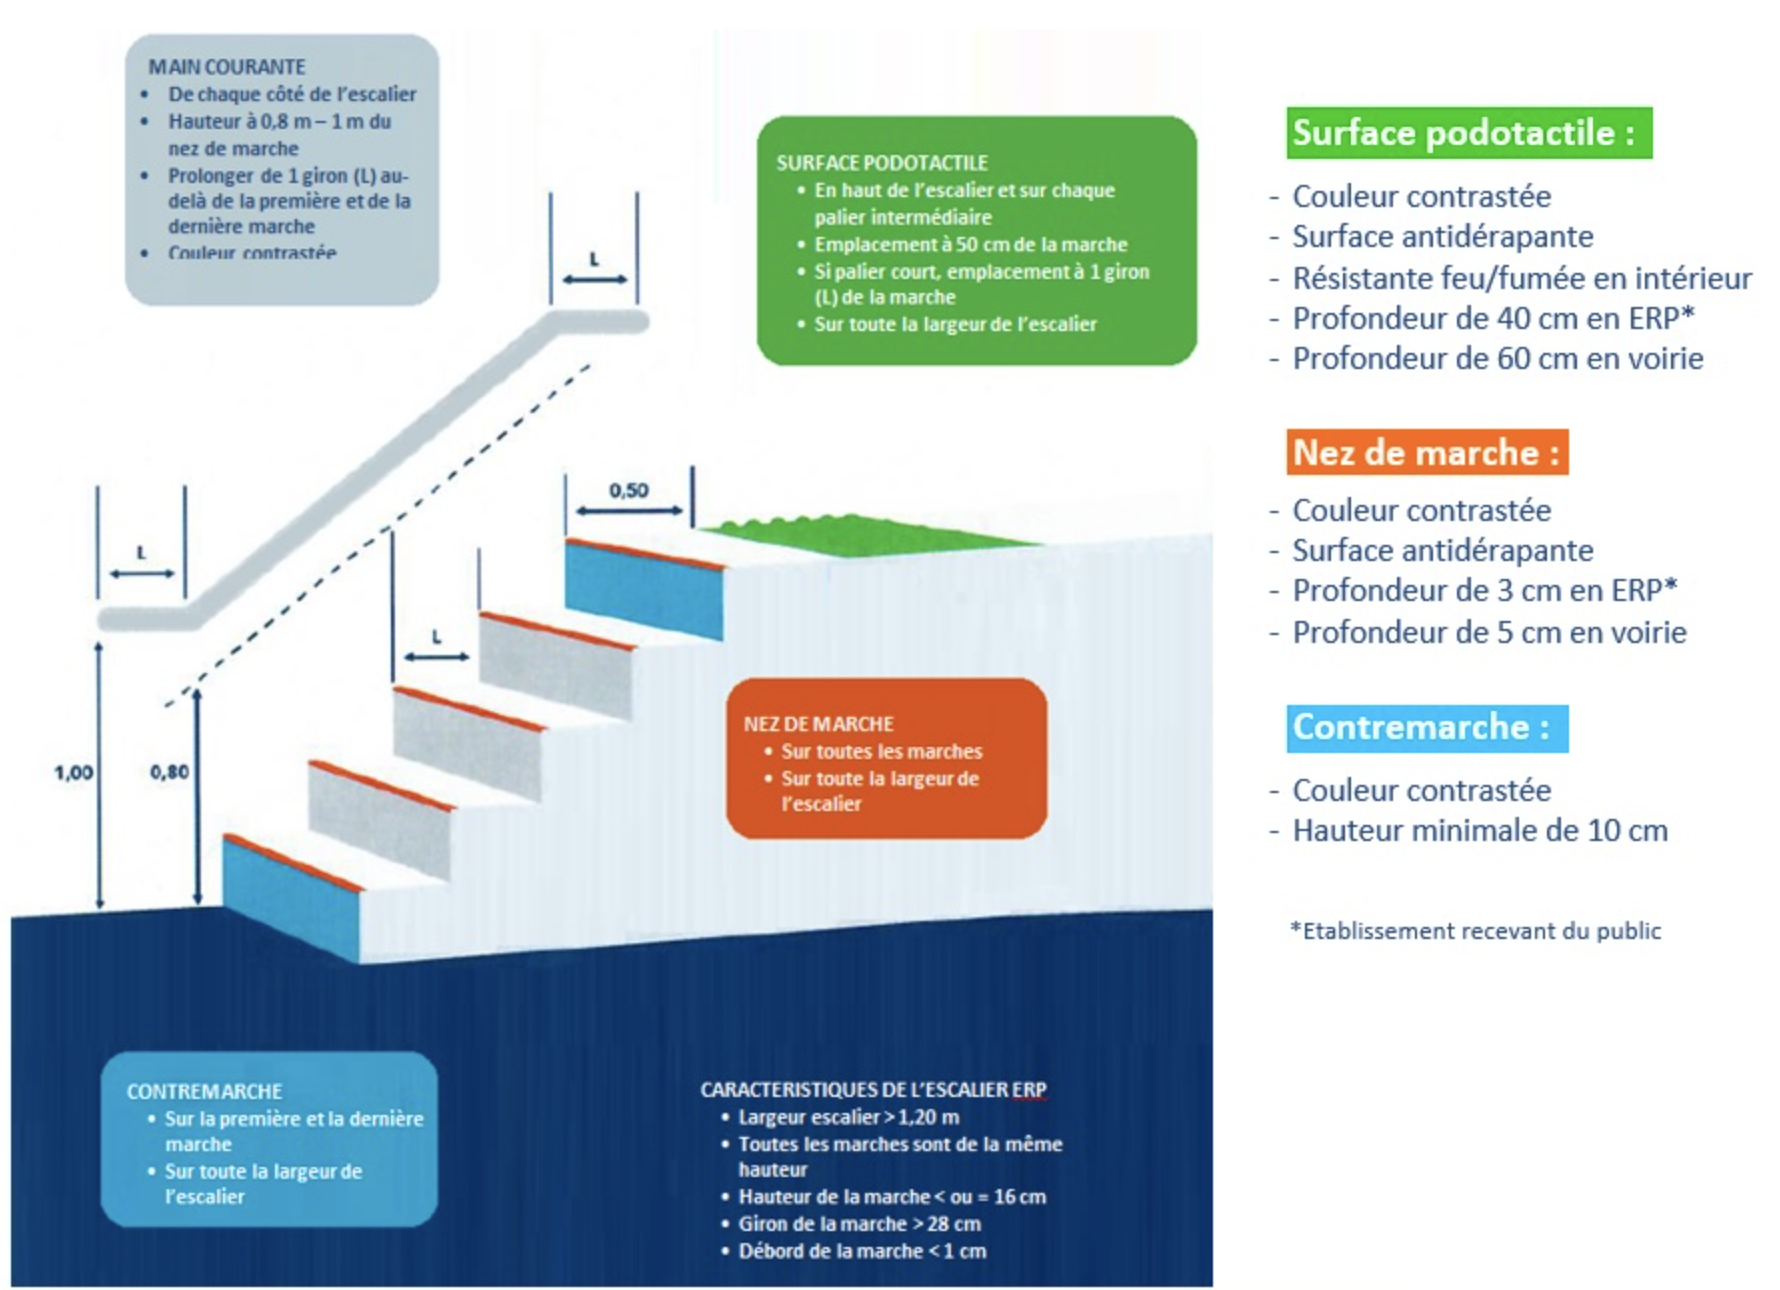 MAIN COURANTE
• De chaque côté de l'escalier
• Hauteur à 0,8 m – 1 m du
nez de marche
• Prolonger de 1 giron (L) au-
delà de la première et de la
dernière marche
• Couleur contrastée
SURFACE PODOTACTILE
• En haut de l'escalier et sur chaque
palier intermédiaire
• Emplacement à 50 cm de la marche
• Si palier court, emplacement à 1 giron
(L) de la marche
• Sur toute la largeur de l'escalier
L
0,50
L
L
1,00
0,80
NEZ DE MARCHE
• Sur toutes les marches
• Sur toute la largeur de
l'escalier
CONTREMARCHE
• Sur la première et la dernière
marche
• Sur toute la largeur de
l'escalier
CARACTERISTIQUES DE L'ESCALIER ERP
• Largeur escalier > 1,20 m
• Toutes les marches sont de la même
hauteur
• Hauteur de la marche < ou = 16 cm
• Giron de la marche > 28 cm
• Débord de la marche < 1 cm
Surface podotactile :
- Couleur contrastée
- Surface antidérapante
- Résistante feu/fumée en intérieur
- Profondeur de 40 cm en ERP*
- Profondeur de 60 cm en voirie
Nez de marche :
- Couleur contrastée
- Surface antidérapante
- Profondeur de 3 cm en ERP*
- Profondeur de 5 cm en voirie
Contremarche :
- Couleur contrastée
- Hauteur minimale de 10 cm
*Etablissement recevant du public